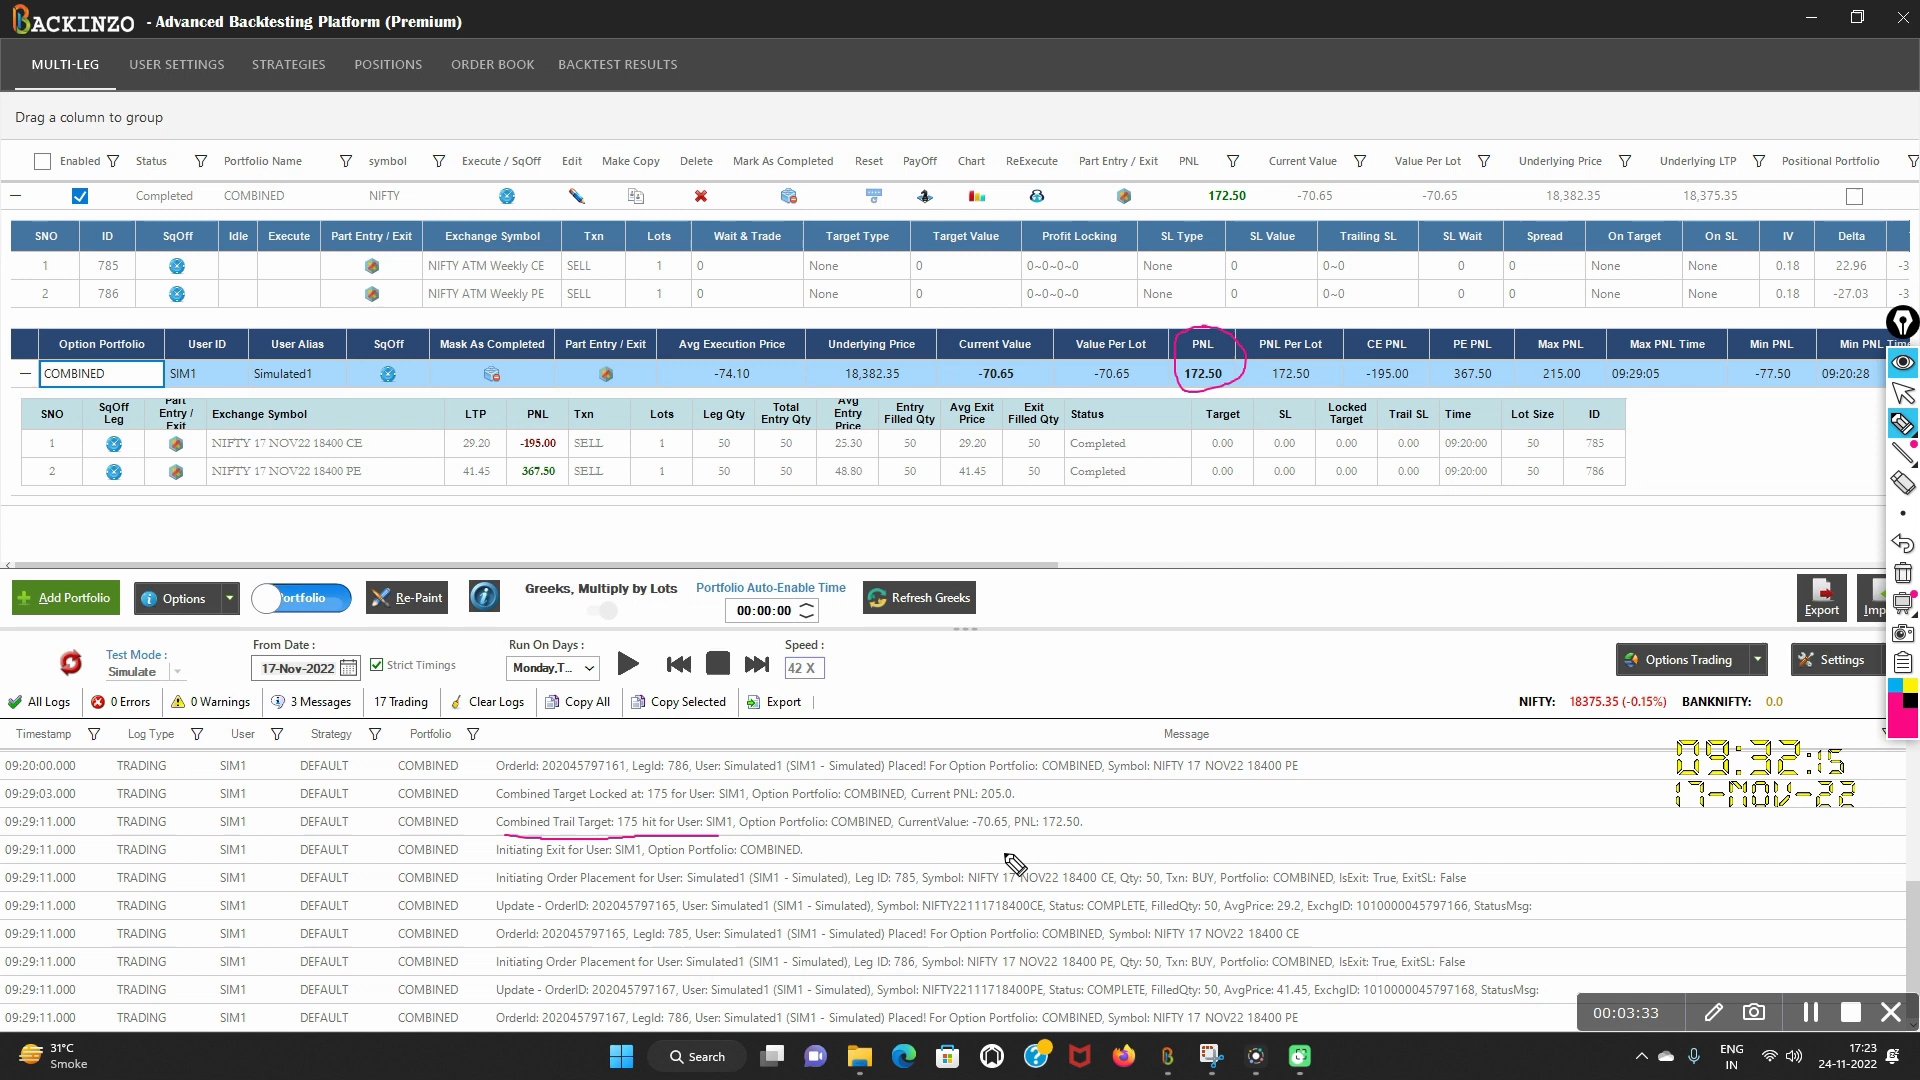 BACKINZO - Advanced Backtesting Platform (Premium)
MULTI-LEG USER SETTINGS STRATEGIES POSITIONS ORDER BOOK BACKTEST RESULTS
Drag a column to group
Enabled Status Portfolio Name symbol Execute / SqOff Edit Make Copy Delete Mark As Completed Reset PayOff Chart ReExecute Part Entry / Exit PNL Current Value Value Per Lot Underlying Price Underlying LTP Positional Portfolio
Completed COMBINED NIFTY 172.50 -70.65 -70.65 18,382.35 18,375.35
SNO ID SqOff Idle Execute Part Entry / Exit Exchange Symbol Txn Lots Wait & Trade Target Type Target Value Profit Locking SL Type SL Value Trailing SL SL Wait Spread On Target On SL IV Delta
1 785 NIFTY ATM Weekly CE SELL 1 0 None 0 0~0~0~0 None 0 0~0 0 0 None None 0.18 22.96 -3
2 786 NIFTY ATM Weekly PE SELL 1 0 None 0 0~0~0~0 None 0 0~0 0 0 None None 0.18 -27.03 -3
Option Portfolio User ID User Alias SqOff Mask As Completed Part Entry / Exit Avg Execution Price Underlying Price Current Value Value Per Lot PNL PNL Per Lot CE PNL PE PNL Max PNL Max PNL Time Min PNL Min PNL Time
COMBINED SIM1 Simulated1 -74.10 18,382.35 -70.65 -70.65 172.50 172.50 -195.00 367.50 215.00 09:29:05 -77.50 09:20:28
SNO SqOff Leg Part Entry / Exit Exchange Symbol LTP PNL Txn Lots Leg Qty Total Entry Qty Avg Entry Price Entry Filled Qty Avg Exit Price Exit Filled Qty Status Target SL Locked Target Trail SL Time Lot Size ID
1 NIFTY 17 NOV22 18400 CE 29.20 -195.00 SELL 1 50 50 25.30 50 29.20 50 Completed 0.00 0.00 0.00 0.00 09:20:00 50 785
2 NIFTY 17 NOV22 18400 PE 41.45 367.50 SELL 1 50 50 48.80 50 41.45 50 Completed 0.00 0.00 0.00 0.00 09:20:00 50 786
Add Portfolio Options ortfolio Re-Paint Greeks, Multiply by Lots Portfolio Auto-Enable Time 00:00:00 Refresh Greeks Export Imp
Test Mode : Simulate From Date : 17-Nov-2022 Strict Timings Run On Days : Monday,T... Speed : 42 X Options Trading Settings
All Logs 0 Errors 0 Warnings 3 Messages 17 Trading Clear Logs Copy All Copy Selected Export NIFTY: 18375.35 (-0.15%) BANKNIFTY: 0.0
Timestamp Log Type User Strategy Portfolio Message
09:32:15
17-NOV-22
09:20:00.000 TRADING SIM1 DEFAULT COMBINED OrderId: 202045797161, LegId: 786, User: Simulated1 (SIM1 - Simulated) Placed! For Option Portfolio: COMBINED, Symbol: NIFTY 17 NOV22 18400 PE
09:29:03.000 TRADING SIM1 DEFAULT COMBINED Combined Target Locked at: 175 for User: SIM1, Option Portfolio: COMBINED, Current PNL: 205.0.
09:29:11.000 TRADING SIM1 DEFAULT COMBINED Combined Trail Target: 175 hit for User: SIM1, Option Portfolio: COMBINED, CurrentValue: -70.65, PNL: 172.50.
09:29:11.000 TRADING SIM1 DEFAULT COMBINED Initiating Exit for User: SIM1, Option Portfolio: COMBINED.
09:29:11.000 TRADING SIM1 DEFAULT COMBINED Initiating Order Placement for User: Simulated1 (SIM1 - Simulated), Leg ID: 785, Symbol: NIFTY 17 NOV22 18400 CE, Qty: 50, Txn: BUY, Portfolio: COMBINED, IsExit: True, ExitSL: False
09:29:11.000 TRADING SIM1 DEFAULT COMBINED Update - OrderID: 202045797165, User: Simulated1 (SIM1 - Simulated), Symbol: NIFTY22111718400CE, Status: COMPLETE, FilledQty: 50, AvgPrice: 29.2, ExchgID: 1010000045797166, StatusMsg:
09:29:11.000 TRADING SIM1 DEFAULT COMBINED OrderId: 202045797165, LegId: 785, User: Simulated1 (SIM1 - Simulated) Placed! For Option Portfolio: COMBINED, Symbol: NIFTY 17 NOV22 18400 CE
09:29:11.000 TRADING SIM1 DEFAULT COMBINED Initiating Order Placement for User: Simulated1 (SIM1 - Simulated), Leg ID: 786, Symbol: NIFTY 17 NOV22 18400 PE, Qty: 50, Txn: BUY, Portfolio: COMBINED, IsExit: True, ExitSL: False
09:29:11.000 TRADING SIM1 DEFAULT COMBINED Update - OrderID: 202045797167, User: Simulated1 (SIM1 - Simulated), Symbol: NIFTY22111718400PE, Status: COMPLETE, FilledQty: 50, AvgPrice: 41.45, ExchgID: 1010000045797168, StatusMsg:
09:29:11.000 TRADING SIM1 DEFAULT COMBINED OrderId: 202045797167, LegId: 786, User: Simulated1 (SIM1 - Simulated) Placed! For Option Portfolio: COMBINED, Symbol: NIFTY 17 NOV22 18400 PE
00:03:33
31°C
Smoke
Search
ENG
IN
17:23
24-11-2022